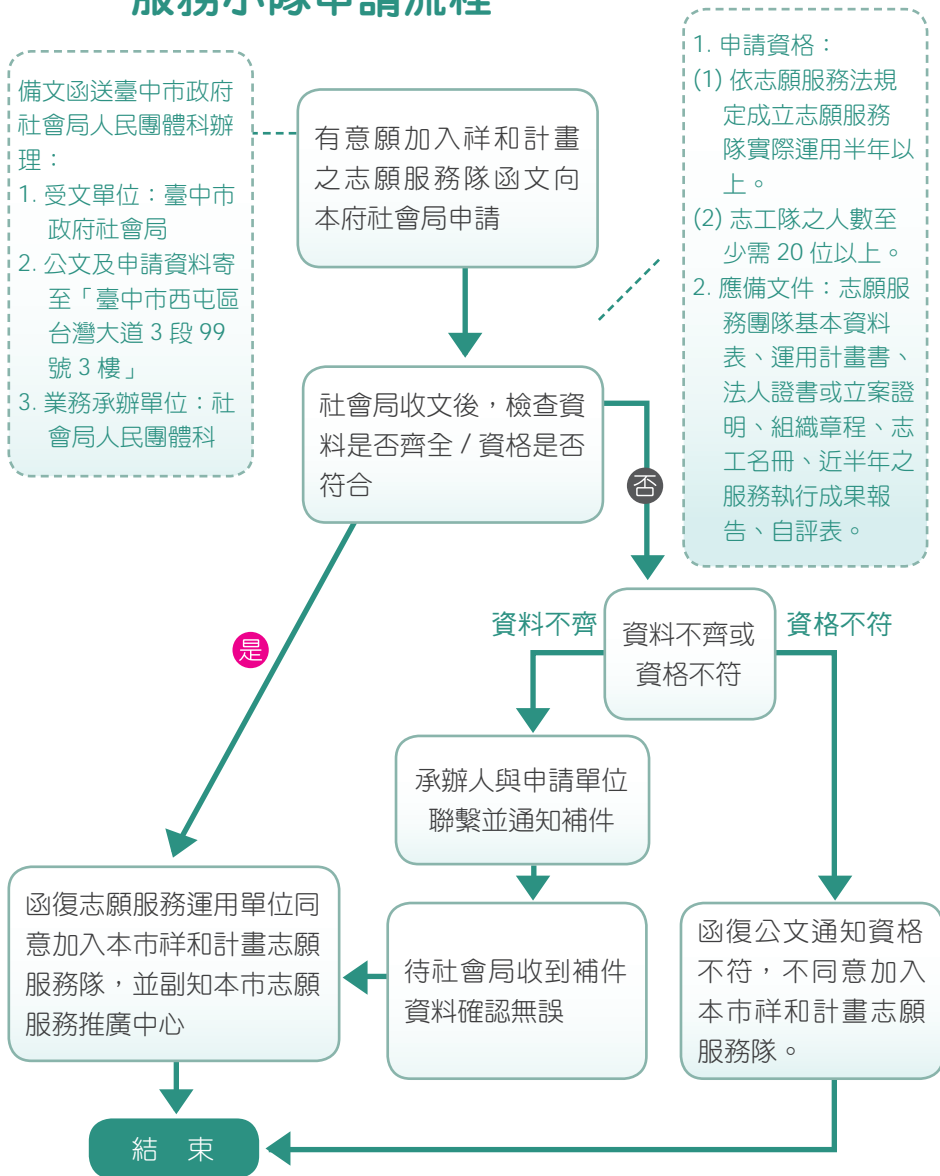 服務小隊申請流程
備文函送臺中市政府
社會局人民團體科辦
理：
1. 受文單位：臺中市
政府社會局
2. 公文及申請資料寄
至「臺中市西屯區
台灣大道 3 段 99
號 3 樓」
3. 業務承辦單位：社
會局人民團體科
有意願加入祥和計畫
之志願服務隊函文向
本府社會局申請
1. 申請資格：
(1) 依志願服務法規
定成立志願服務
隊實際運用半年以
上。
(2) 志工隊之人數至
少需 20 位以上。
2. 應備文件：志願服
務團隊基本資料
表、運用計畫書、
法人證書或立案證
明、組織章程、志
工名冊、近半年之
服務執行成果報
告、自評表。
社會局收文後，檢查資
料是否齊全 / 資格是否
符合
否
是
資料不齊
資料不齊或
資格不符
資格不符
承辦人與申請單位
聯繫並通知補件
函復志願服務運用單位同
意加入本市祥和計畫志願
服務隊，並副知本市志願
服務推廣中心
待社會局收到補件
資料確認無誤
函復公文通知資格
不符，不同意加入
本市祥和計畫志願
服務隊。
結 束